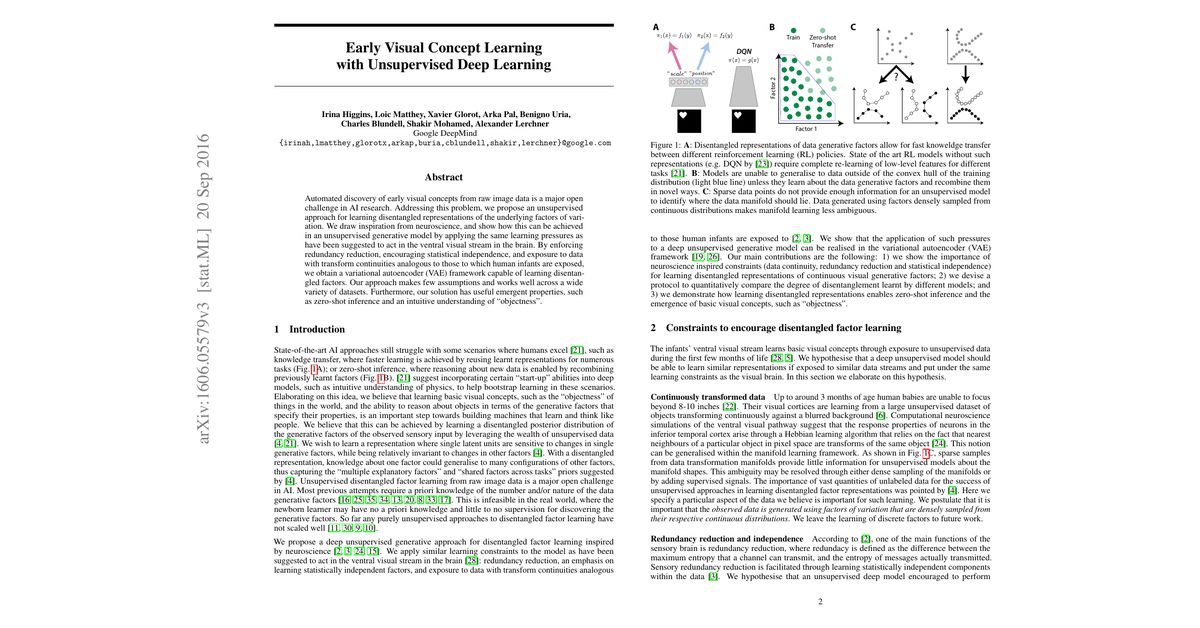 arXiv:1606.05579v3 [stat.ML] 20 Sep 2016
Early Visual Concept Learning
with Unsupervised Deep Learning
Irina Higgins, Loic Matthey, Xavier Glorot, Arka Pal, Benigno Uria,
Charles Blundell, Shakir Mohamed, Alexander Lerchner
Google DeepMind
{irinah,lmatthey,glorotx,arkap,buria,cblundell,shakir,lerchner}@google.com
Abstract
Automated discovery of early visual concepts from raw image data is a major open
challenge in AI research. Addressing this problem, we propose an unsupervised
approach for learning disentangled representations of the underlying factors of vari-
ation. We draw inspiration from neuroscience, and show how this can be achieved
in an unsupervised generative model by applying the same learning pressures as
have been suggested to act in the ventral visual stream in the brain. By enforcing
redundancy reduction, encouraging statistical independence, and exposure to data
with transform continuities analogous to those to which human infants are exposed,
we obtain a variational autoencoder (VAE) framework capable of learning disentan-
gled factors. Our approach makes few assumptions and works well across a wide
variety of datasets. Furthermore, our solution has useful emergent properties, such
as zero-shot inference and an intuitive understanding of “objectness”.
1 Introduction
State-of-the-art AI approaches still struggle with some scenarios where humans excel [21], such as
knowledge transfer, where faster learning is achieved by reusing learnt representations for numerous
tasks (Fig. 1A); or zero-shot inference, where reasoning about new data is enabled by recombining
previously learnt factors (Fig. 1B). [21] suggest incorporating certain “start-up” abilities into deep
models, such as intuitive understanding of physics, to help bootstrap learning in these scenarios.
Elaborating on this idea, we believe that learning basic visual concepts, such as the “objectness” of
things in the world, and the ability to reason about objects in terms of the generative factors that
specify their properties, is an important step towards building machines that learn and think like
people. We believe that this can be achieved by learning a disentangled posterior distribution of
the generative factors of the observed sensory input by leveraging the wealth of unsupervised data
[4, 21]. We wish to learn a representation where single latent units are sensitive to changes in single
generative factors, while being relatively invariant to changes in other factors [4]. With a disentangled
representation, knowledge about one factor could generalise to many configurations of other factors,
thus capturing the “multiple explanatory factors” and “shared factors across tasks” priors suggested
by [4]. Unsupervised disentangled factor learning from raw image data is a major open challenge
in AI. Most previous attempts require a priori knowledge of the number and/or nature of the data
generative factors [16, 25, 35, 34, 13, 20, 8, 33, 17]. This is infeasible in the real world, where the
newborn learner may have no a priori knowledge and little to no supervision for discovering the
generative factors. So far any purely unsupervised approaches to disentangled factor learning have
not scaled well [11, 30, 9, 10].
We propose a deep unsupervised generative approach for disentangled factor learning inspired
by neuroscience [2, 3, 24, 15]. We apply similar learning constraints to the model as have been
suggested to act in the ventral visual stream in the brain [28]: redundancy reduction, an emphasis on
learning statistically independent factors, and exposure to data with transform continuities analogous
A
π₁(x) = f₁(y) π₂(x) = f₂(y)
DQN
π(x) = g(x)
"scale" "position"
B
Train
Zero-shot
Transfer
Factor 2
Factor 1
C
?
Figure 1: A: Disentangled representations of data generative factors allow for fast knoweldge transfer
between different reinforcement learning (RL) policies. State of the art RL models without such
representations (e.g. DQN by [23]) require complete re-learning of low-level features for different
tasks [21]. B: Models are unable to generalise to data outside of the convex hull of the training
distribution (light blue line) unless they learn about the data generative factors and recombine them
in novel ways. C: Sparse data points do not provide enough information for an unsupervised model
to identify where the data manifold should lie. Data generated using factors densely sampled from
continuous distributions makes manifold learning less ambiguous.
to those human infants are exposed to [2, 3]. We show that the application of such pressures
to a deep unsupervised generative model can be realised in the variational autoencoder (VAE)
framework [19, 26]. Our main contributions are the following: 1) we show the importance of
neuroscience inspired constraints (data continuity, redundancy reduction and statistical independence)
for learning disentangled representations of continuous visual generative factors; 2) we devise a
protocol to quantitatively compare the degree of disentanglement learnt by different models; and
3) we demonstrate how learning disentangled representations enables zero-shot inference and the
emergence of basic visual concepts, such as “objectness”.
2 Constraints to encourage disentangled factor learning
The infants’ ventral visual stream learns basic visual concepts through exposure to unsupervised data
during the first few months of life [28, 5]. We hypothesise that a deep unsupervised model should
be able to learn similar representations if exposed to similar data streams and put under the same
learning constraints as the visual brain. In this section we elaborate on this hypothesis.
Continuously transformed data Up to around 3 months of age human babies are unable to focus
beyond 8-10 inches [22]. Their visual cortices are learning from a large unsupervised dataset of
objects transforming continuously against a blurred background [6]. Computational neuroscience
simulations of the ventral visual pathway suggest that the response properties of neurons in the
inferior temporal cortex arise through a Hebbian learning algorithm that relies on the fact that nearest
neighbours of a particular object in pixel space are transforms of the same object [24]. This notion
can be generalised within the manifold learning framework. As shown in Fig. 1C, sparse samples
from data transformation manifolds provide little information for unsupervised models about the
manifold shapes. This ambiguity may be resolved through either dense sampling of the manifolds or
by adding supervised signals. The importance of vast quantities of unlabeled data for the success of
unsupervised approaches in learning disentangled factor representations was pointed by [4]. Here we
specify a particular aspect of the data we believe is important for such learning. We postulate that it is
important that the observed data is generated using factors of variation that are densely sampled from
their respective continuous distributions. We leave the learning of discrete factors to future work.
Redundancy reduction and independence According to [2], one of the main functions of the
sensory brain is redundancy reduction, where redundancy is defined as the difference between the
maximum entropy that a channel can transmit, and the entropy of messages actually transmitted.
Sensory redundancy reduction is facilitated through learning statistically independent components
within the data [3]. We hypothesise that an unsupervised deep model encouraged to perform
2